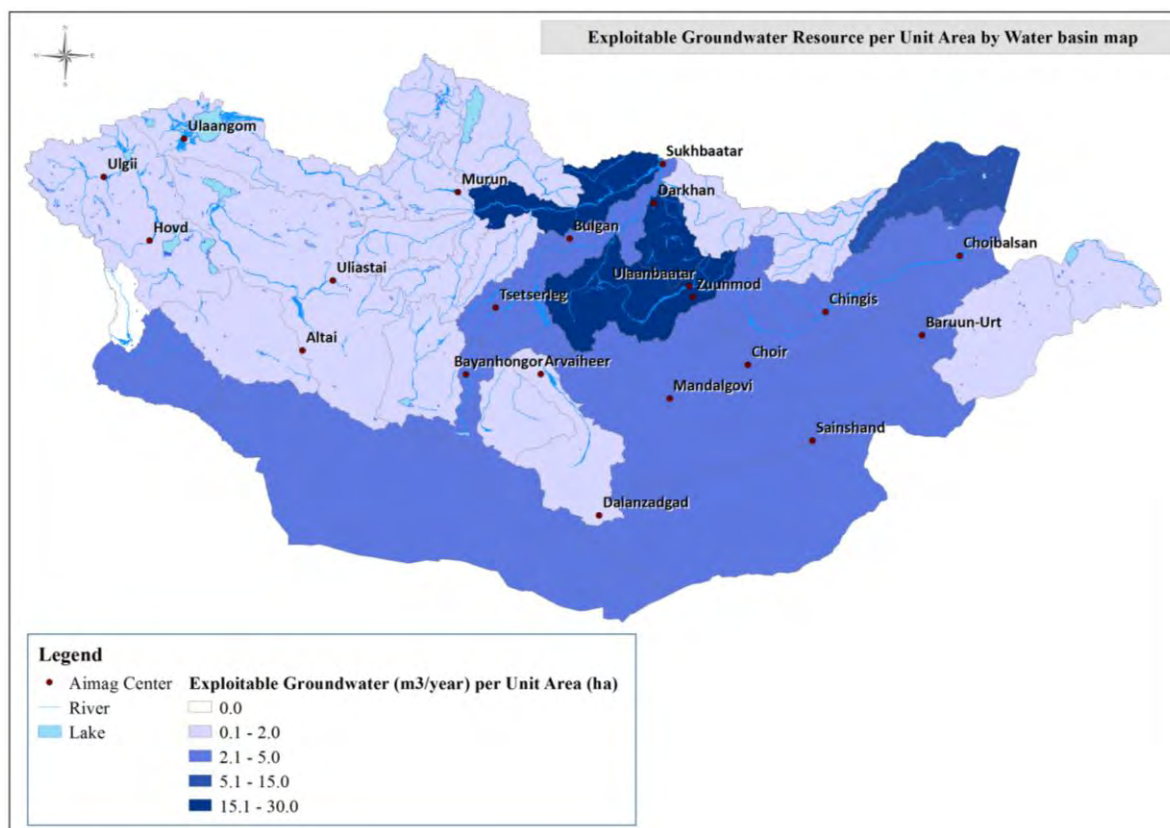 Exploitable Groundwater Resource per Unit Area by Water basin map
Ulaangom
Ulgii
Hovd
Murun
Sukhbaatar
Darkhan
Bulgan
Uliastai
Ulaanbaatar
Zuunmod
Tsetserleg
Choibalsan
Chingis
Baruun-Urt
Altai
Bayanhongor
Arvaiheer
Choir
Mandalgovi
Sainshand
Dalanzadgad
Legend
Aimag Center
River
Lake
Exploitable Groundwater (m3/year) per Unit Area (ha)
0.0
0.1 - 2.0
2.1 - 5.0
5.1 - 15.0
15.1 - 30.0